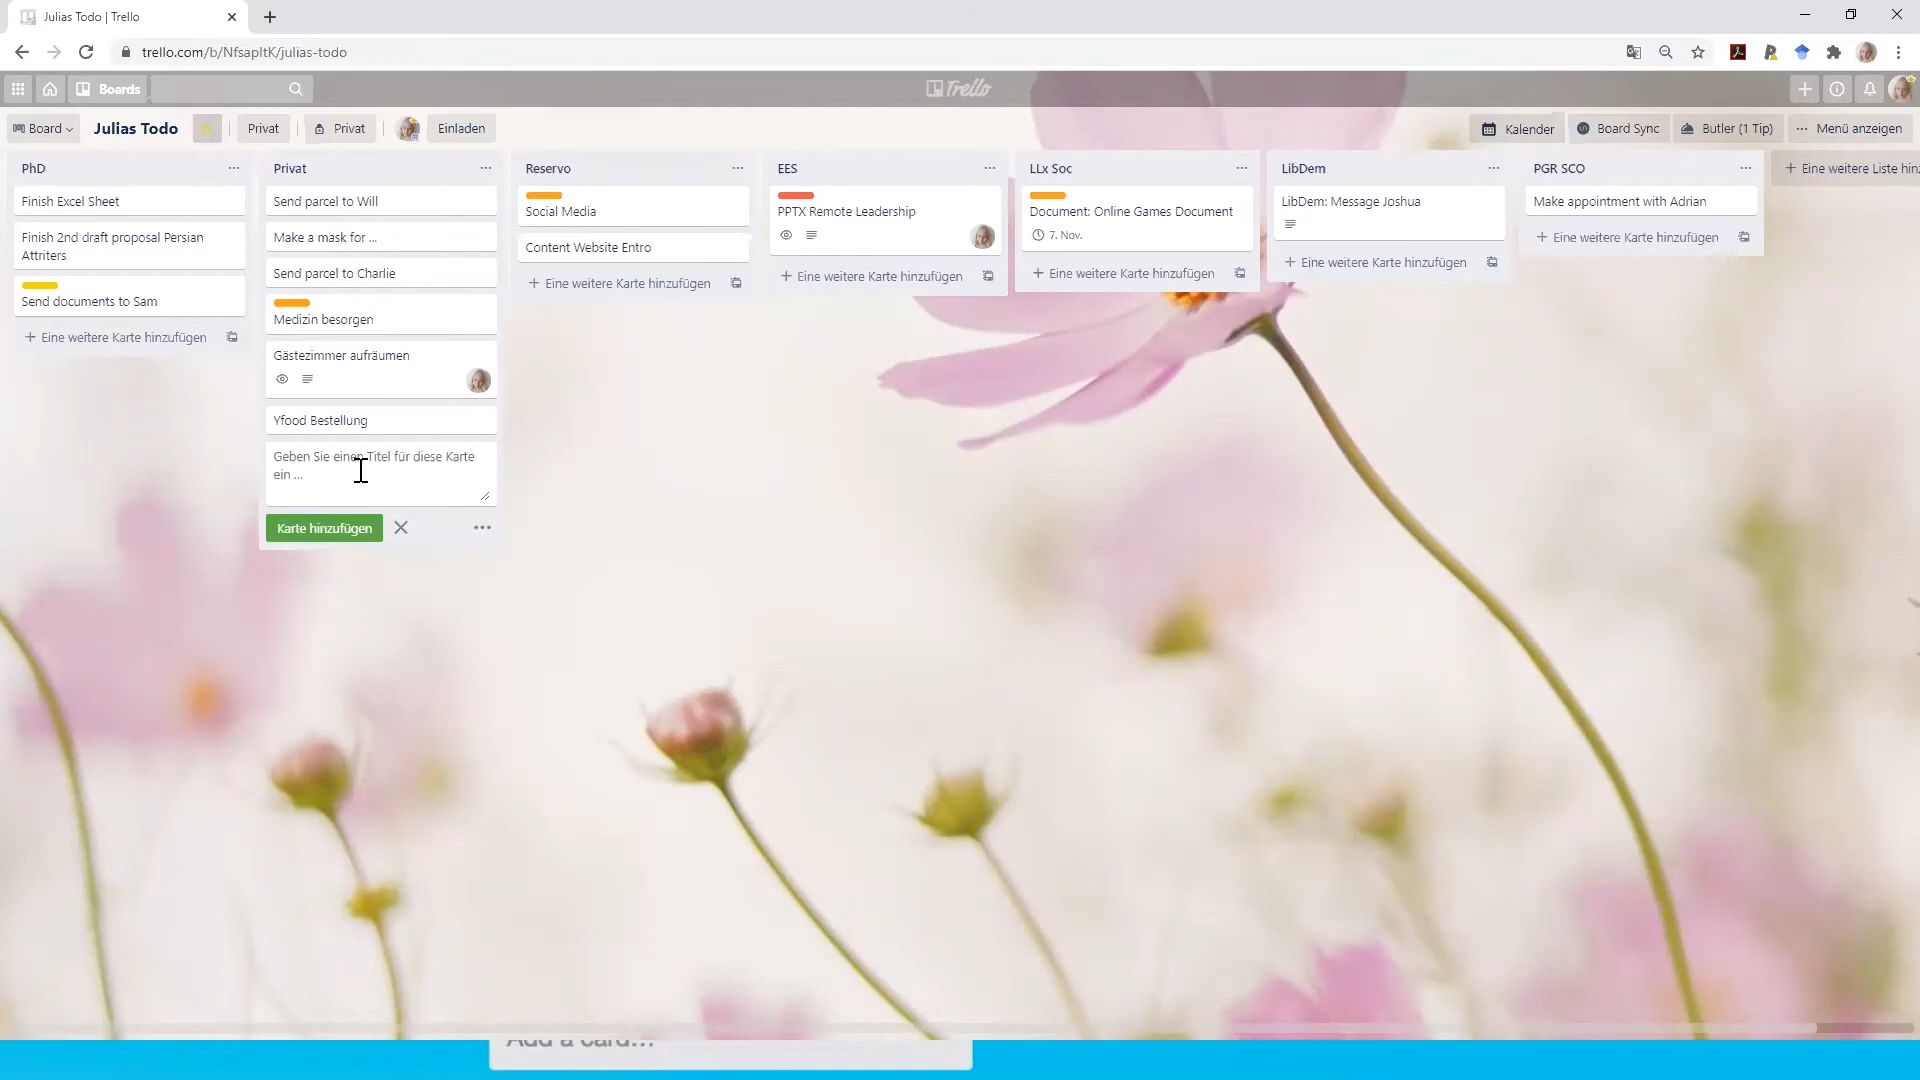 Julias Todo | Trello
trello.com/b/NfsapItK/julias-todo
Boards
Trello
Board
Julias Todo
Privat
Privat
Einladen
Kalender
Board Sync
Butler (1 Tip)
Menü anzeigen
PhD
Finish Excel Sheet
Finish 2nd draft proposal Persian
Attriters
Send documents to Sam
+ Eine weitere Karte hinzufügen
Privat
Send parcel to Will
Make a mask for ...
Send parcel to Charlie
Medizin besorgen
Gästezimmer aufräumen
Yfood Bestellung
Geben Sie einen Titel für diese Karte
ein ...
Karte hinzufügen
Reservo
Social Media
Content Website Entro
+ Eine weitere Karte hinzufügen
EES
PPTX Remote Leadership
+ Eine weitere Karte hinzufügen
LLx Soc
Document: Online Games Document
7. Nov.
+ Eine weitere Karte hinzufügen
LibDem
LibDem: Message Joshua
+ Eine weitere Karte hinzufügen
PGR SCO
Make appointment with Adrian
+ Eine weitere Karte hinzufügen
+ Eine weitere Liste hin
Add a card...